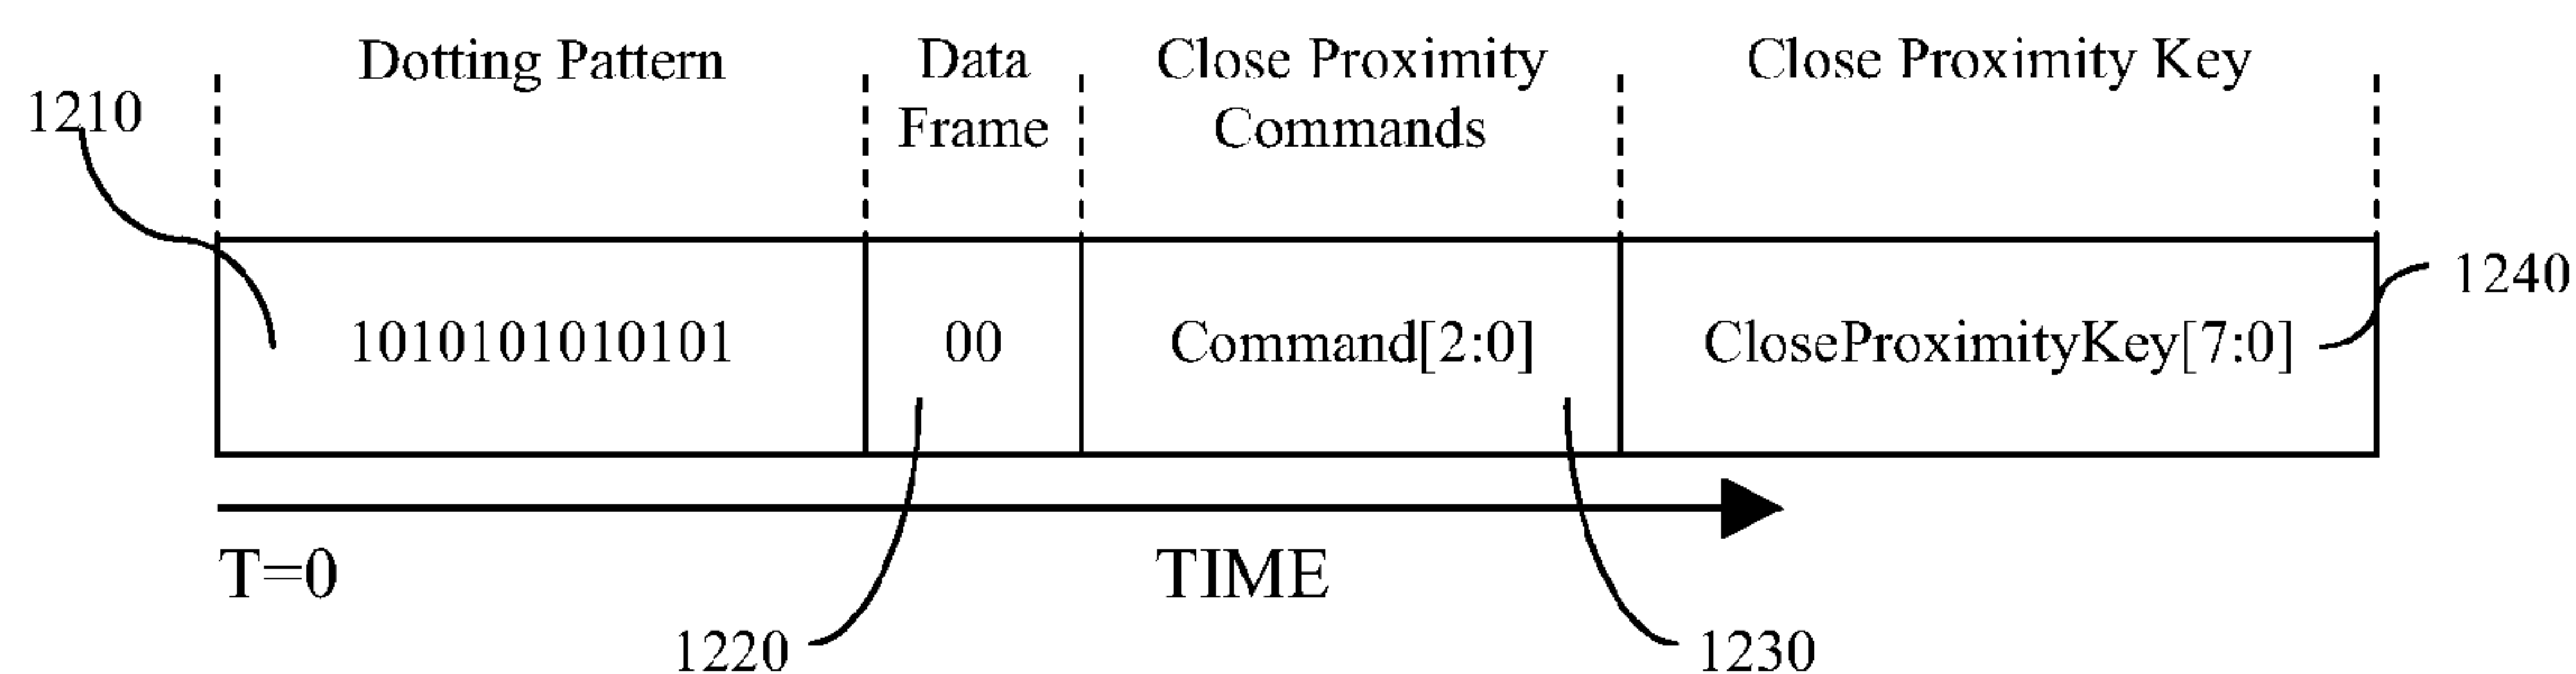 Dotting Pattern
Data
Frame
Close Proximity
Commands
Close Proximity Key
1210
1240
1010101010101
00
Command[2:0]
CloseProximityKey[7:0]
T=0
TIME
1220
1230